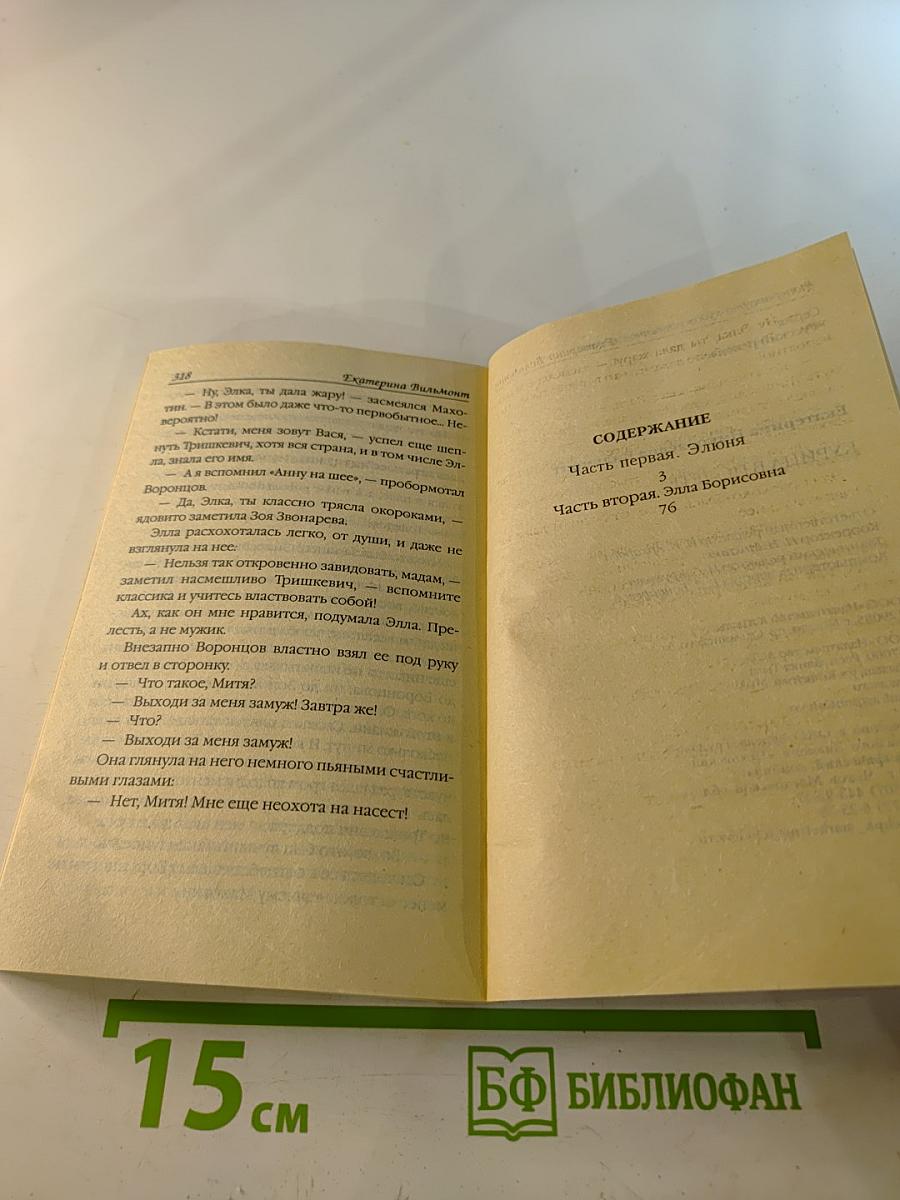 318
Екатерина Вильмонт
— Ну, Элка, ты дала жару! — засмеялся Махо-
тин. — В этом было даже что-то первобытное... Не-
вероятно!
— Кстати, меня зовут Вася, — успел еще шеп-
нуть Тришкевич, хотя вся страна, и в том числе Эл-
ла, знала его имя.
— А я вспомнил «Анну на шее», — пробормотал
Воронцов.
— Да, Элка, ты классно трясла окороками, —
ядовито заметила Зоя Звонарева.
Элла расхохоталась легко, от души, и даже не
взглянула на нее.
— Нельзя так откровенно завидовать, мадам, —
заметил насмешливо Тришкевич, — вспомните
классика и учитесь властвовать собой!
Ах, как он мне нравится, подумала Элла. Пре-
лесть, а не мужик.
Внезапно Воронцов властно взял ее под руку
и отвел в сторонку.
— Что такое, Митя?
— Выходи за меня замуж! Завтра же!
— Что?
— Выходи за меня замуж!
Она глянула на него немного пьяными счастли-
выми глазами:
— Нет, Митя! Мне еще неохота на насест!
СОДЕРЖАНИЕ
Часть первая. Элюня
3
Часть вторая. Элла Борисовна
76
15 см
БФ БИБЛИОФАН